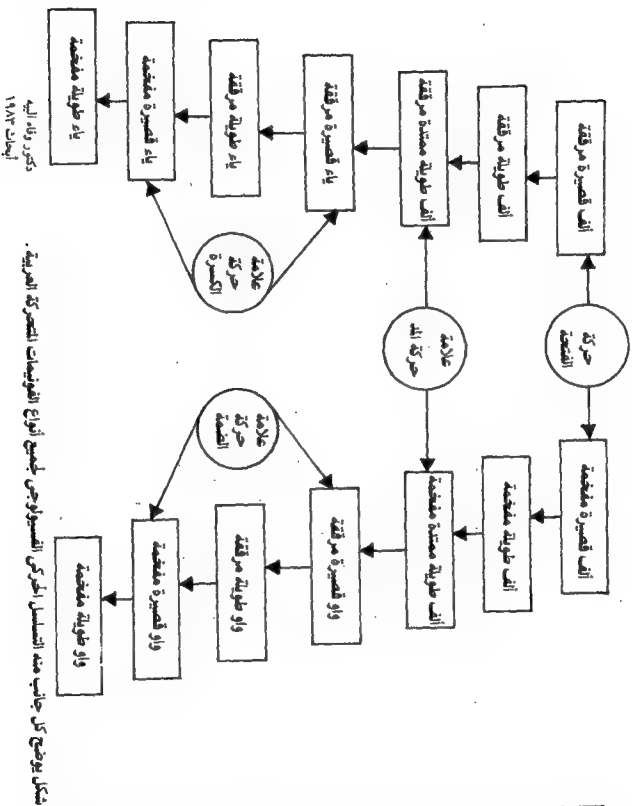 ألف قصيرة مرققة
ألف طويلة مرققة
ألف طويلة ممتدة مرققة
ياء قصيرة مرققة
ياء طويلة مرققة
ياء قصيرة مفخمة
ياء طويلة مفخمة
حركة
الفتحة
علامة
حركة المد
علامة
حركة
الكسرة
علامة
حركة
الضمة
ألف قصيرة مفخمة
ألف طويلة مفخمة
ألف طويلة ممتدة مفخمة
واو قصيرة مرققة
واو طويلة مرققة
واو قصيرة مفخمة
واو طويلة مفخمة
شكل يوضح كل جانب منه التسلسل الحركي الفسيولوجي لجميع أنواع الفونيمات المتحركة العربية .
دكتور وفاء البيه
أبحاث ١٩٨٣